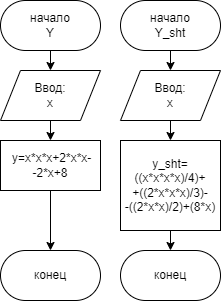 начало
Y
Ввод:
x
y=x*x*x+2*x*x-
-2*x+8
конец
начало
Y_sht
Ввод:
x
y_sht=
((x*x*x*x)/4)+
+((2*x*x*x)/3)-
-((2*x*x)/2)+(8*x)
конец